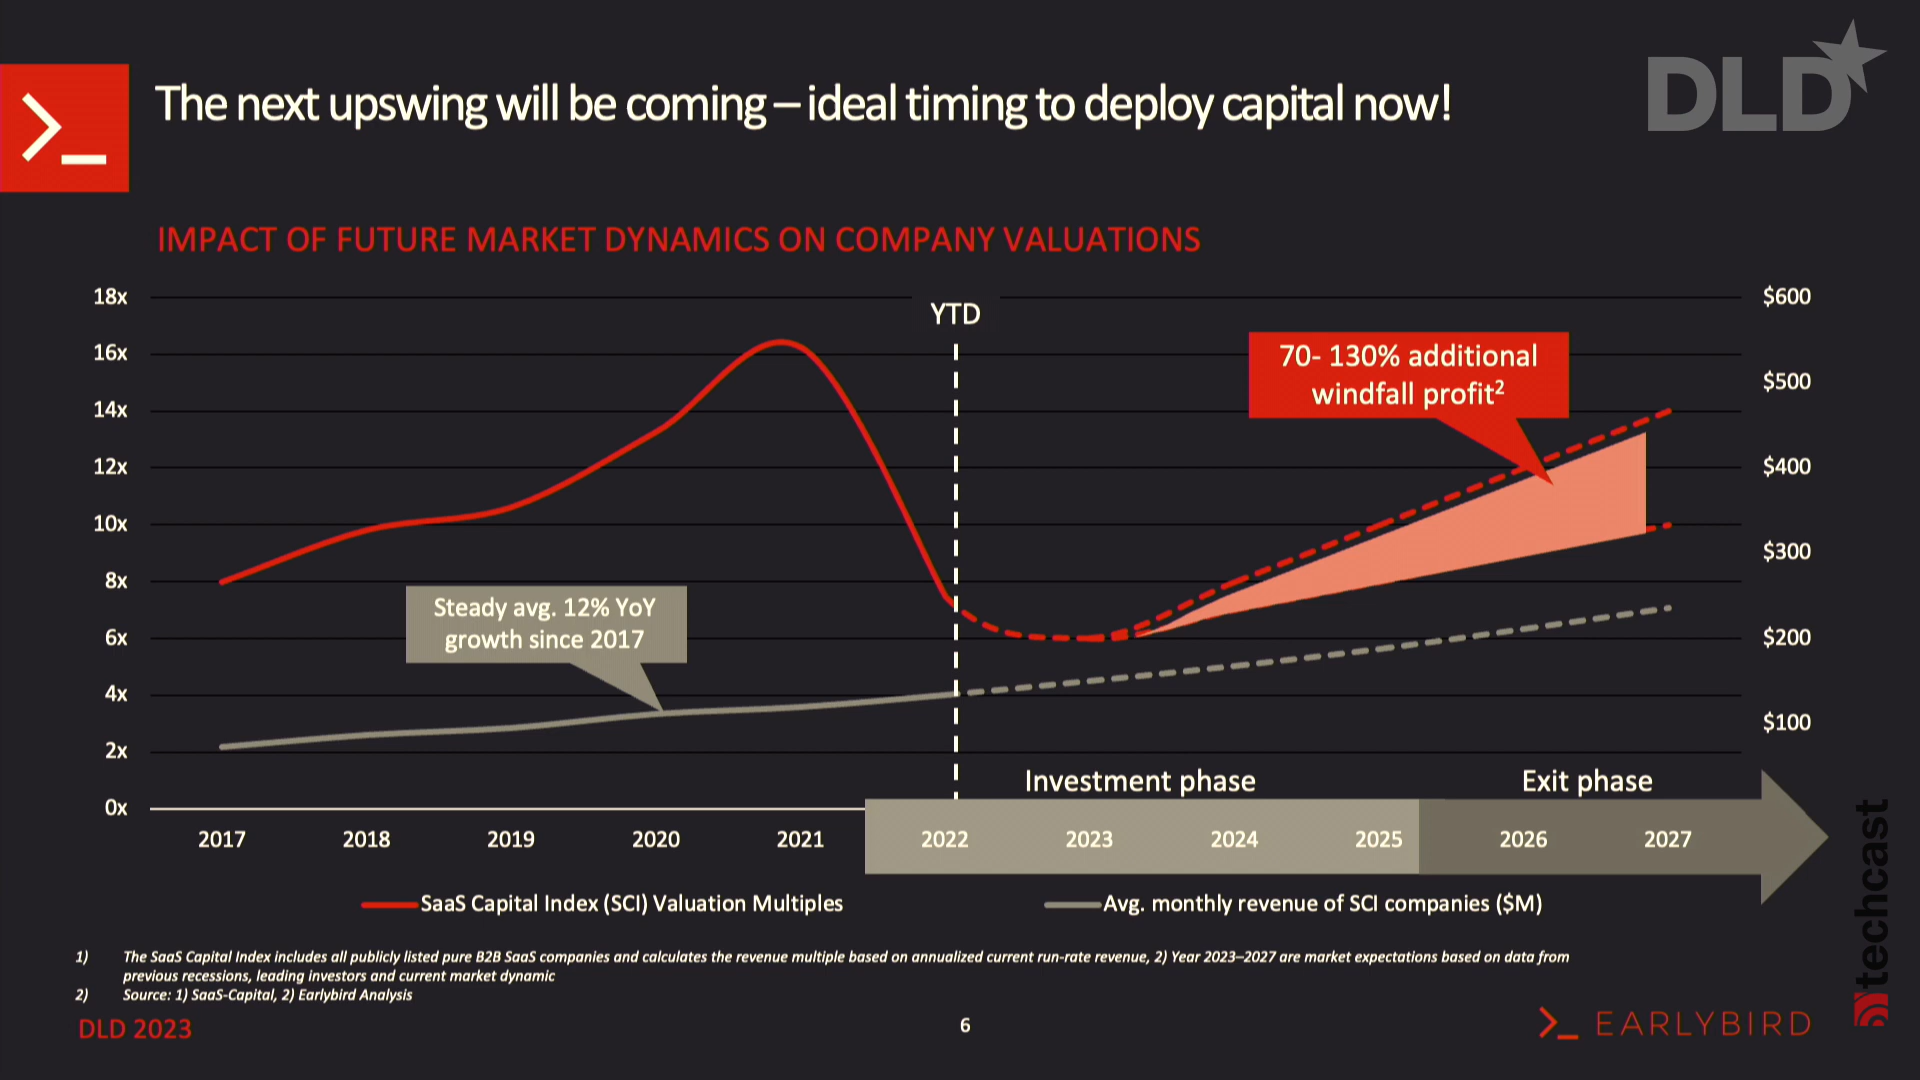 DLD
>_
The next upswing will be coming – ideal timing to deploy capital now!
IMPACT OF FUTURE MARKET DYNAMICS ON COMPANY VALUATIONS
18x
16x
14x
12x
10x
8x
6x
4x
2x
0x
YTD
70- 130% additional
windfall profit²
Steady avg. 12% YoY
growth since 2017
$600
$500
$400
$300
$200
$100
Investment phase
Exit phase
2017 2018 2019 2020 2021 2022 2023 2024 2025 2026 2027
SaaS Capital Index (SCI) Valuation Multiples
Avg. monthly revenue of SCI companies ($M)
1) The SaaS Capital Index includes all publicly listed pure B2B SaaS companies and calculates the revenue multiple based on annualized current run-rate revenue, 2) Year 2023–2027 are market expectations based on data from
previous recessions, leading investors and current market dynamic
2) Source: 1) SaaS-Capital, 2) Earlybird Analysis
DLD 2023
6
>_ EARLYBIRD
techcast